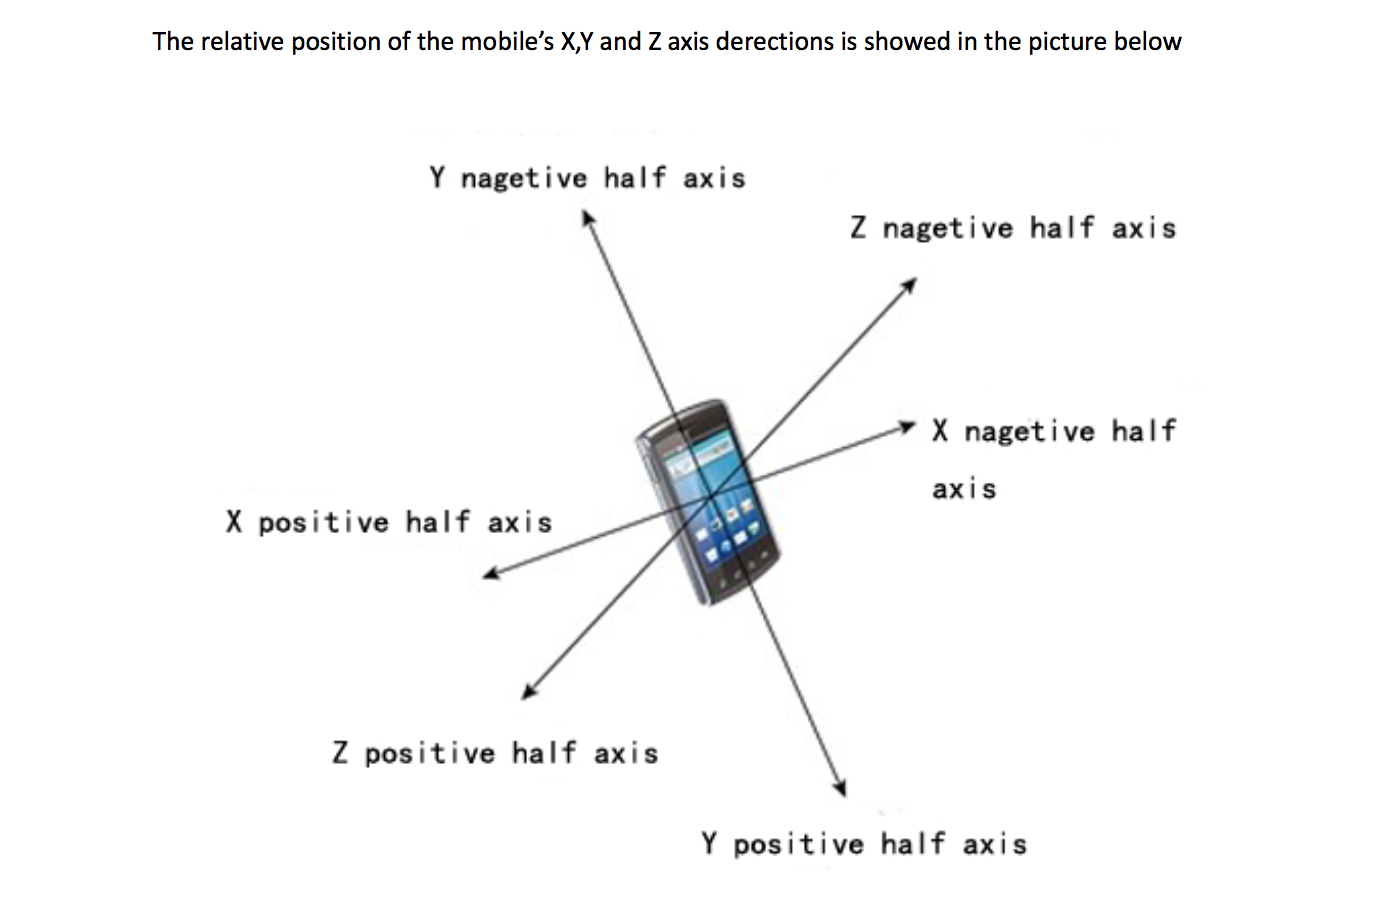 The relative position of the mobile’s X,Y and Z axis derections is showed in the picture below
Y nagetive half axis
Z nagetive half axis
X nagetive half
axis
X positive half axis
Z positive half axis
Y positive half axis